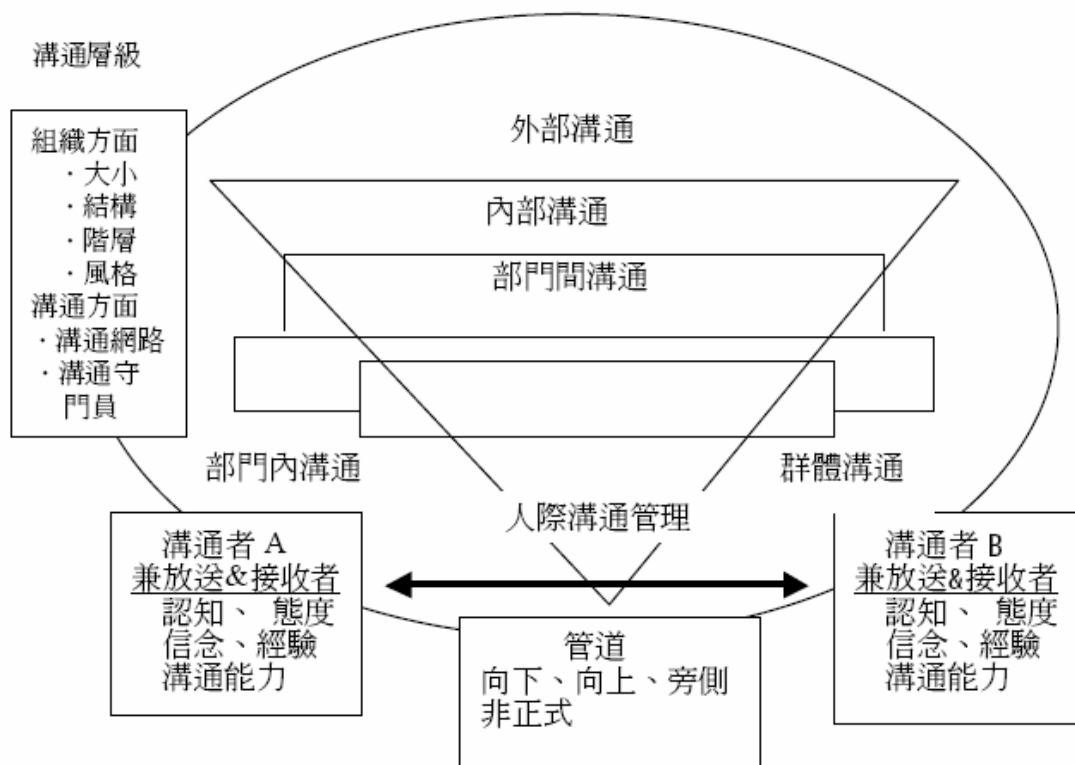 溝通層級
組織方面
・大小
・結構
・階層
・風格
溝通方面
・溝通網路
・溝通守
門員
外部溝通
內部溝通
部門間溝通
部門內溝通
群體溝通
人際溝通管理
溝通者 A
兼放送&接收者
認知、 態度
信念、經驗
溝通能力
管道
向下、向上、旁側
非正式
溝通者 B
兼放送&接收者
認知、 態度
信念、經驗
溝通能力